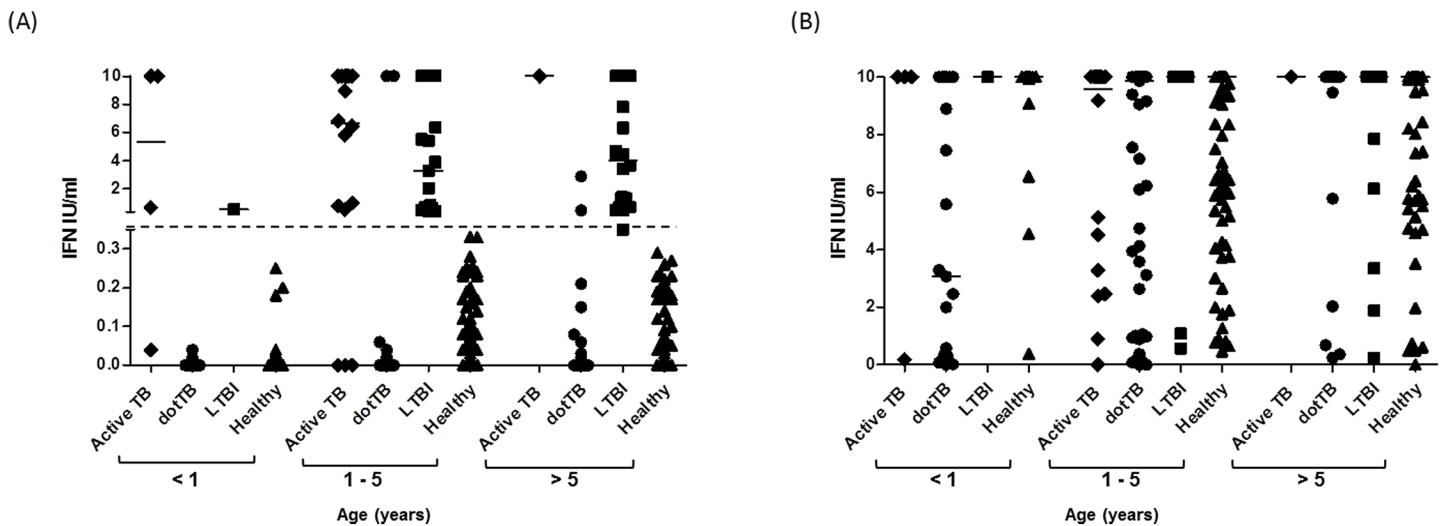 (A)
IFN IU/ml
10
8
6
4
2
0.3
0.2
0.1
0.0
Active TB
dotTB
LTBI
Healthy
Active TB
dotTB
LTBI
Healthy
Active TB
dotTB
LTBI
Healthy
< 1
1 - 5
> 5
Age (years)
(B)
IFN IU/ml
10
8
6
4
2
0
Active TB
dotTB
LTBI
Healthy
Active TB
dotTB
LTBI
Healthy
Active TB
dotTB
LTBI
Healthy
< 1
1 - 5
> 5
Age (years)